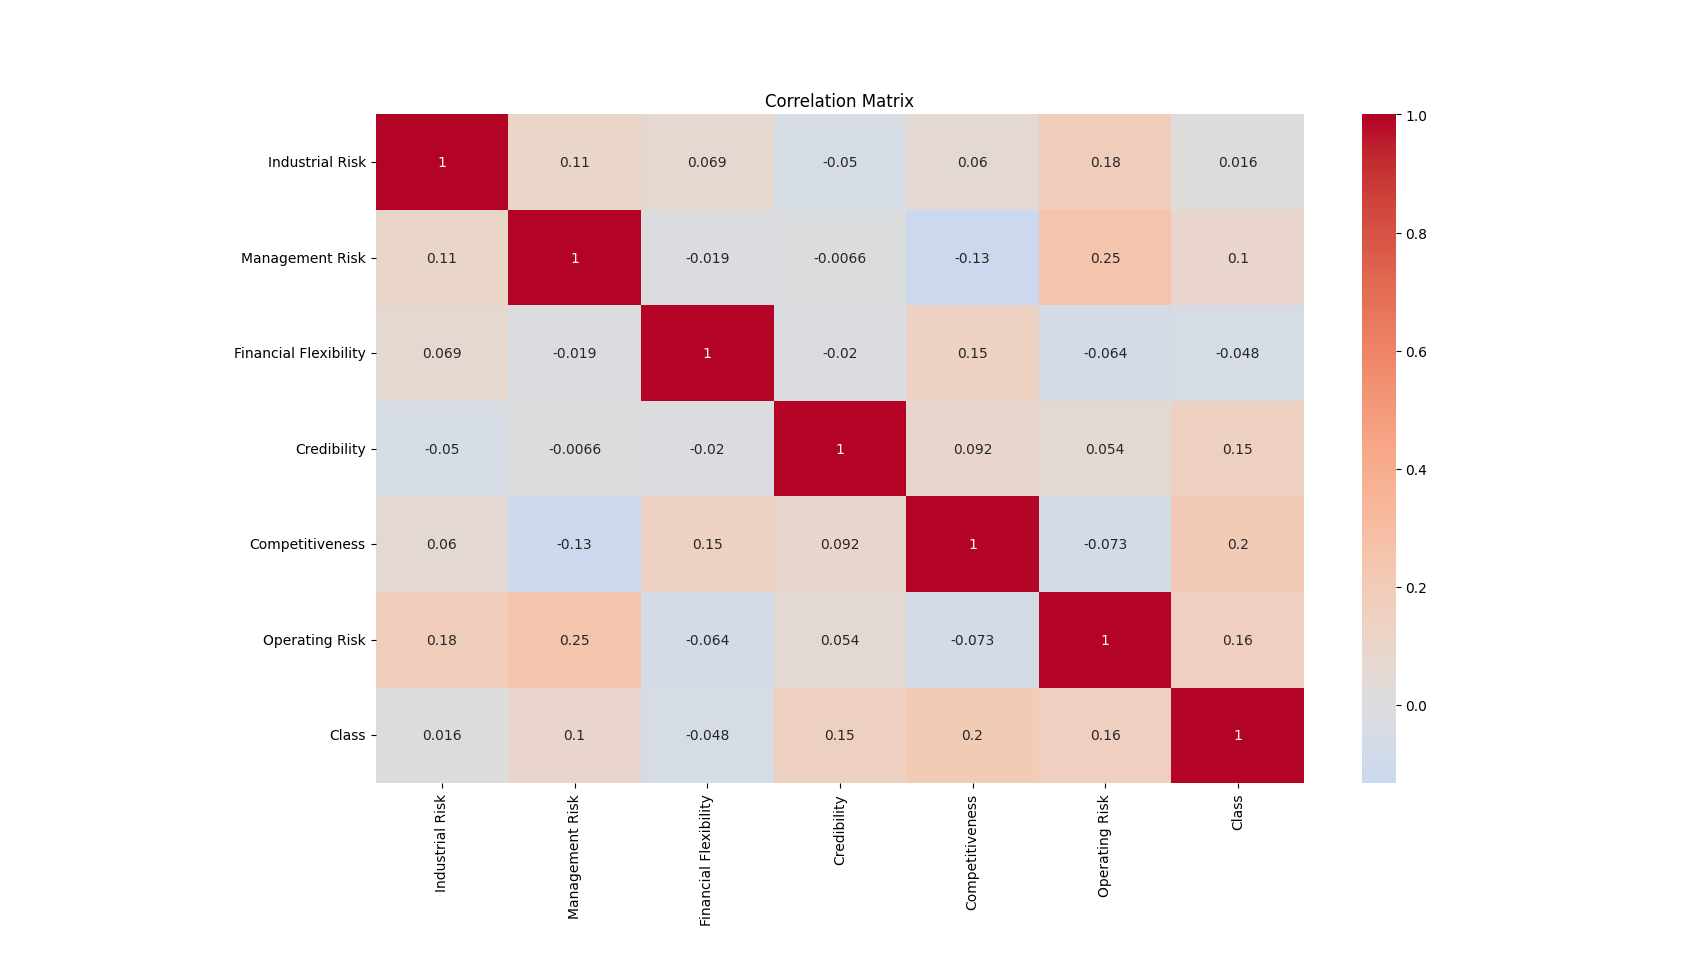 Correlation Matrix
Industrial Risk 1 0.11 0.069 -0.05 0.06 0.18 0.016
Management Risk 0.11 1 -0.019 -0.0066 -0.13 0.25 0.1
Financial Flexibility 0.069 -0.019 1 -0.02 0.15 -0.064 -0.048
Credibility -0.05 -0.0066 -0.02 1 0.092 0.054 0.15
Competitiveness 0.06 -0.13 0.15 0.092 1 -0.073 0.2
Operating Risk 0.18 0.25 -0.064 0.054 -0.073 1 0.16
Class 0.016 0.1 -0.048 0.15 0.2 0.16 1
Industrial Risk
Management Risk
Financial Flexibility
Credibility
Competitiveness
Operating Risk
Class
1.0
0.8
0.6
0.4
0.2
0.0